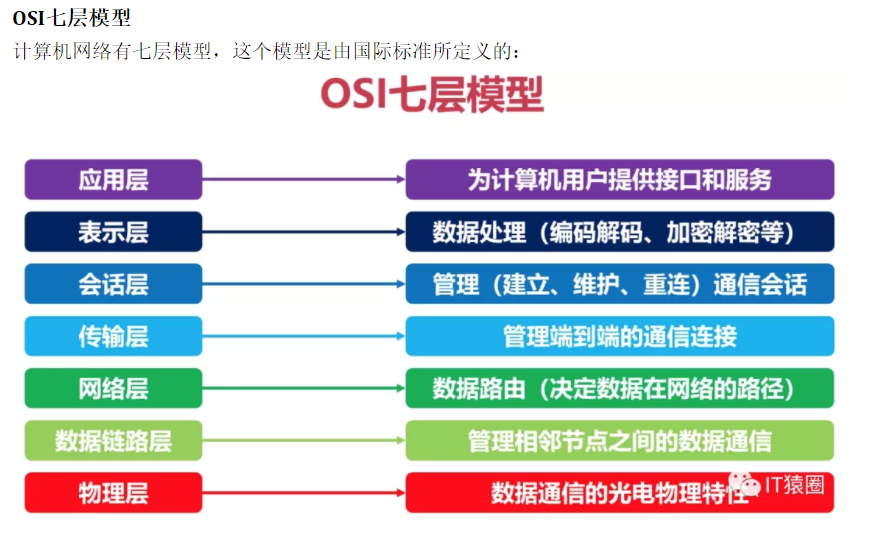 OSI七层模型
计算机网络有七层模型，这个模型是由国际标准所定义的：
OSI七层模型
应用层 为计算机用户提供接口和服务
表示层 数据处理（编码解码、加密解密等）
会话层 管理（建立、维护、重连）通信会话
传输层 管理端到端的通信连接
网络层 数据路由（决定数据在网络的路径）
数据链路层 管理相邻节点之间的数据通信
物理层 数据通信的光电物理特性
IT猿圈